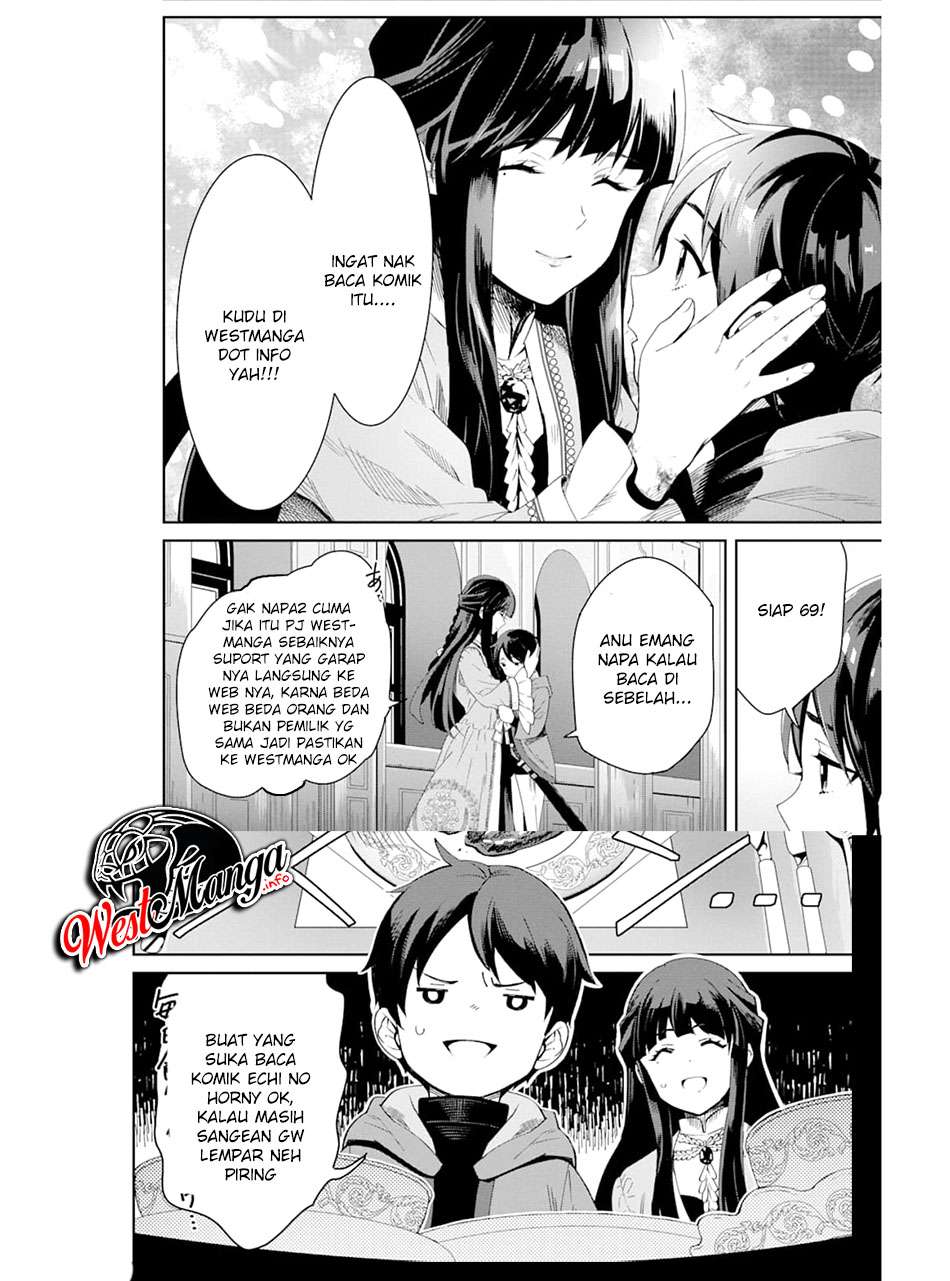 INGAT NAK
BACA KOMIK
ITU....
KUDU DI
WESTMANGA
DOT INFO
YAH!!!
SIAP 69!
ANU EMANG
NAPA KALAU
BACA DI
SEBELAH...
GAK NAPA2 CUMA
JIKA ITU PJ WEST-
MANGA SEBAIKNYA
SUPORT YANG GARAP
NYA LANGSUNG KE
WEB NYA, KARNA BEDA
WEB BEDA ORANG DAN
BUKAN PEMILIK YG
SAMA JADI PASTIKAN
KE WESTMANGA OK
WestManga
.info
BUAT YANG
SUKA BACA
KOMIK ECHI NO
HORNY OK,
KALAU MASIH
SANGEAN GW
LEMPAR NEH
PIRING